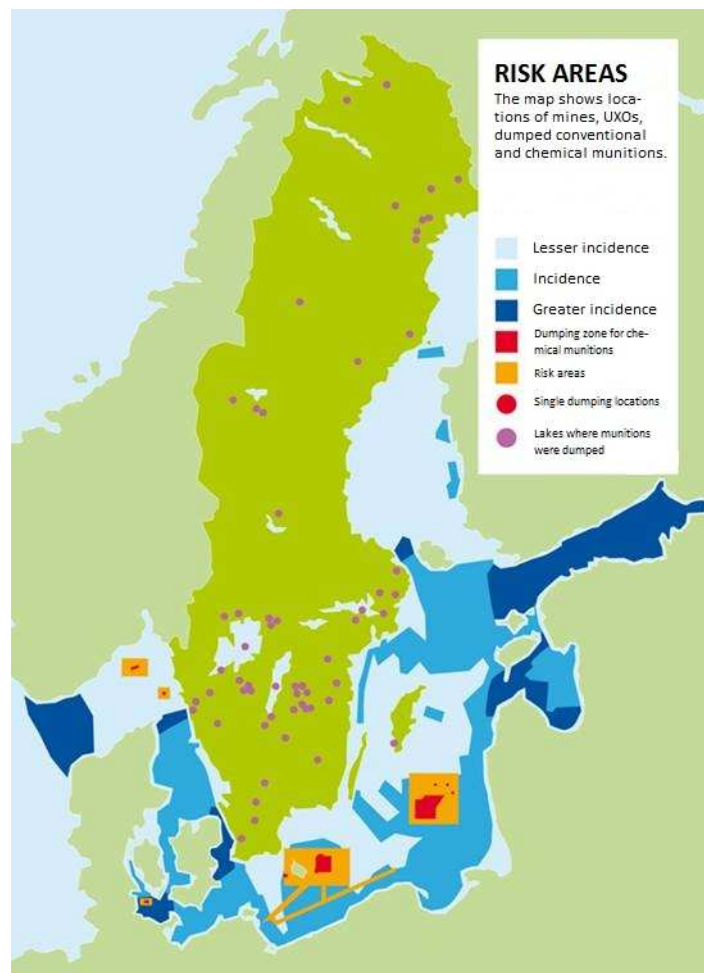 RISK AREAS
The map shows loca-
tions of mines, UXOs,
dumped conventional
and chemical munitions.
Lesser incidence
Incidence
Greater incidence
Dumping zone for che-
mical munitions
Risk areas
Single dumping locations
Lakes where munitions
were dumped